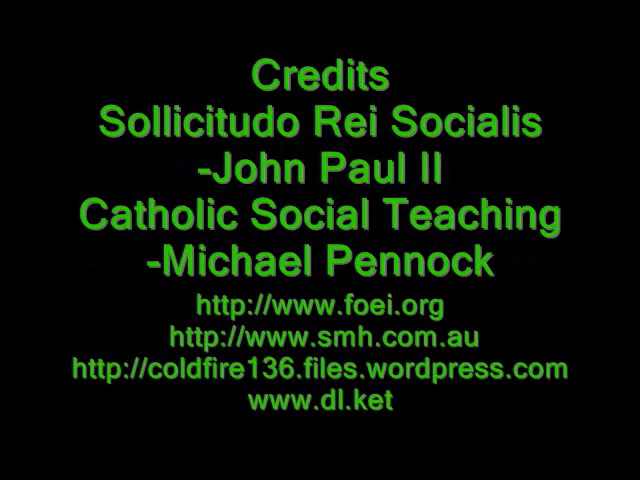 Credits
Sollicitudo Rei Socialis
-John Paul II
Catholic Social Teaching
-Michael Pennock
http://www.foei.org
http://www.smh.com.au
http://coldfire136.files.wordpress.com
www.dl.ket